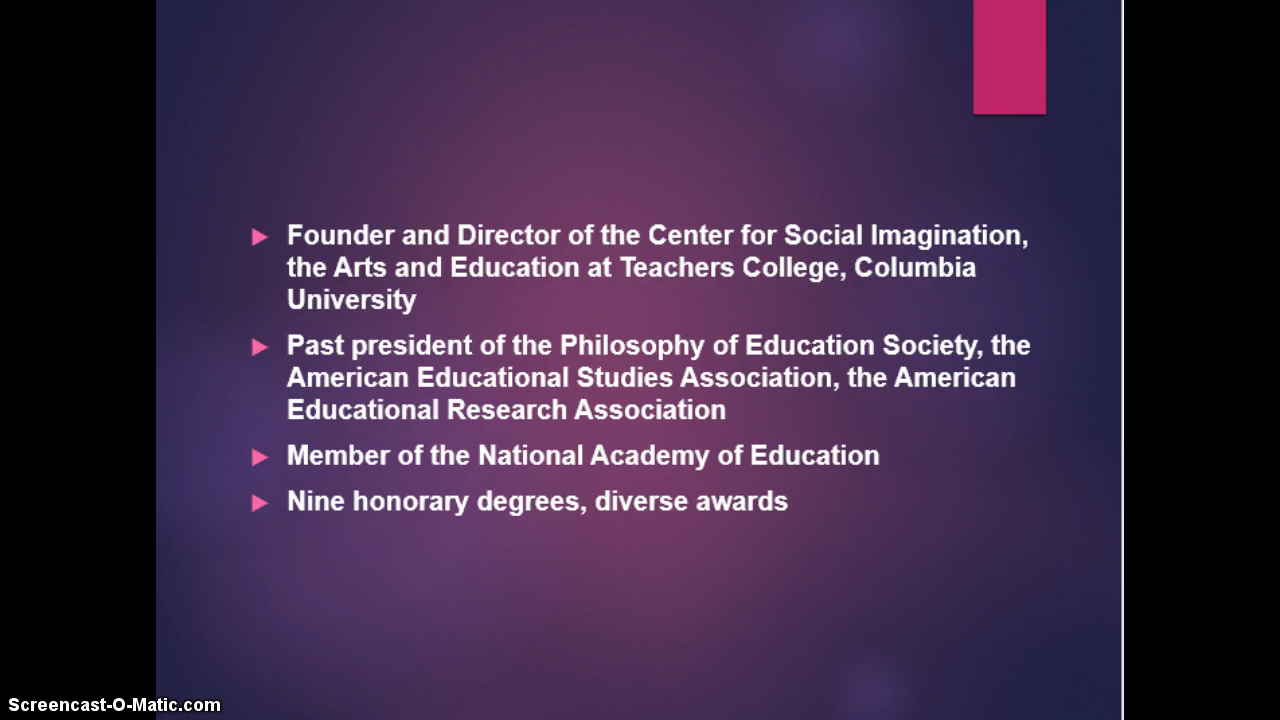 Founder and Director of the Center for Social Imagination,
the Arts and Education at Teachers College, Columbia
University
Past president of the Philosophy of Education Society, the
American Educational Studies Association, the American
Educational Research Association
Member of the National Academy of Education
Nine honorary degrees, diverse awards
Screencast-O-Matic.com